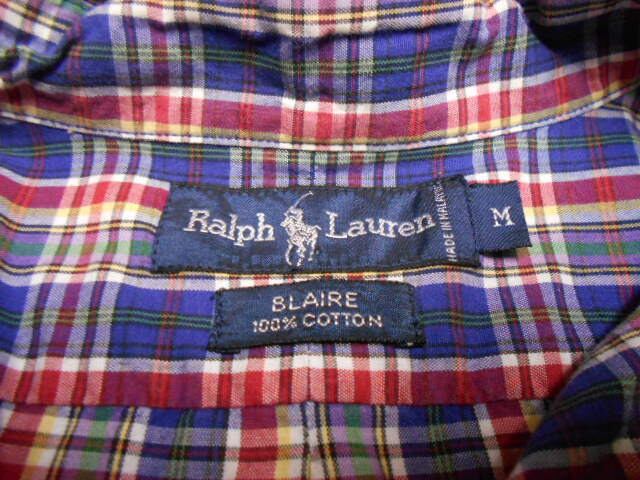 Ralph Lauren
MADE IN MALAYSIA
M
BLAIRE
100% COTTON